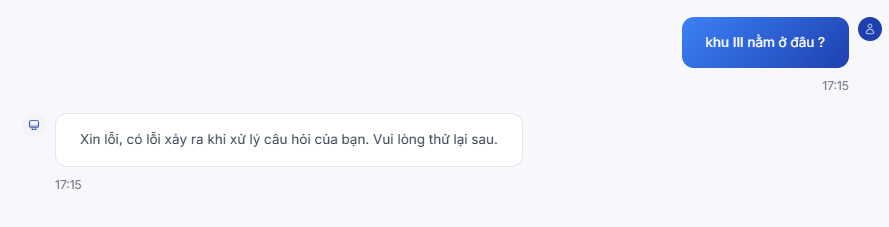 khu III nằm ở đâu ?
17:15
Xin lỗi, có lỗi xảy ra khi xử lý câu hỏi của bạn. Vui lòng thử lại sau.
17:15